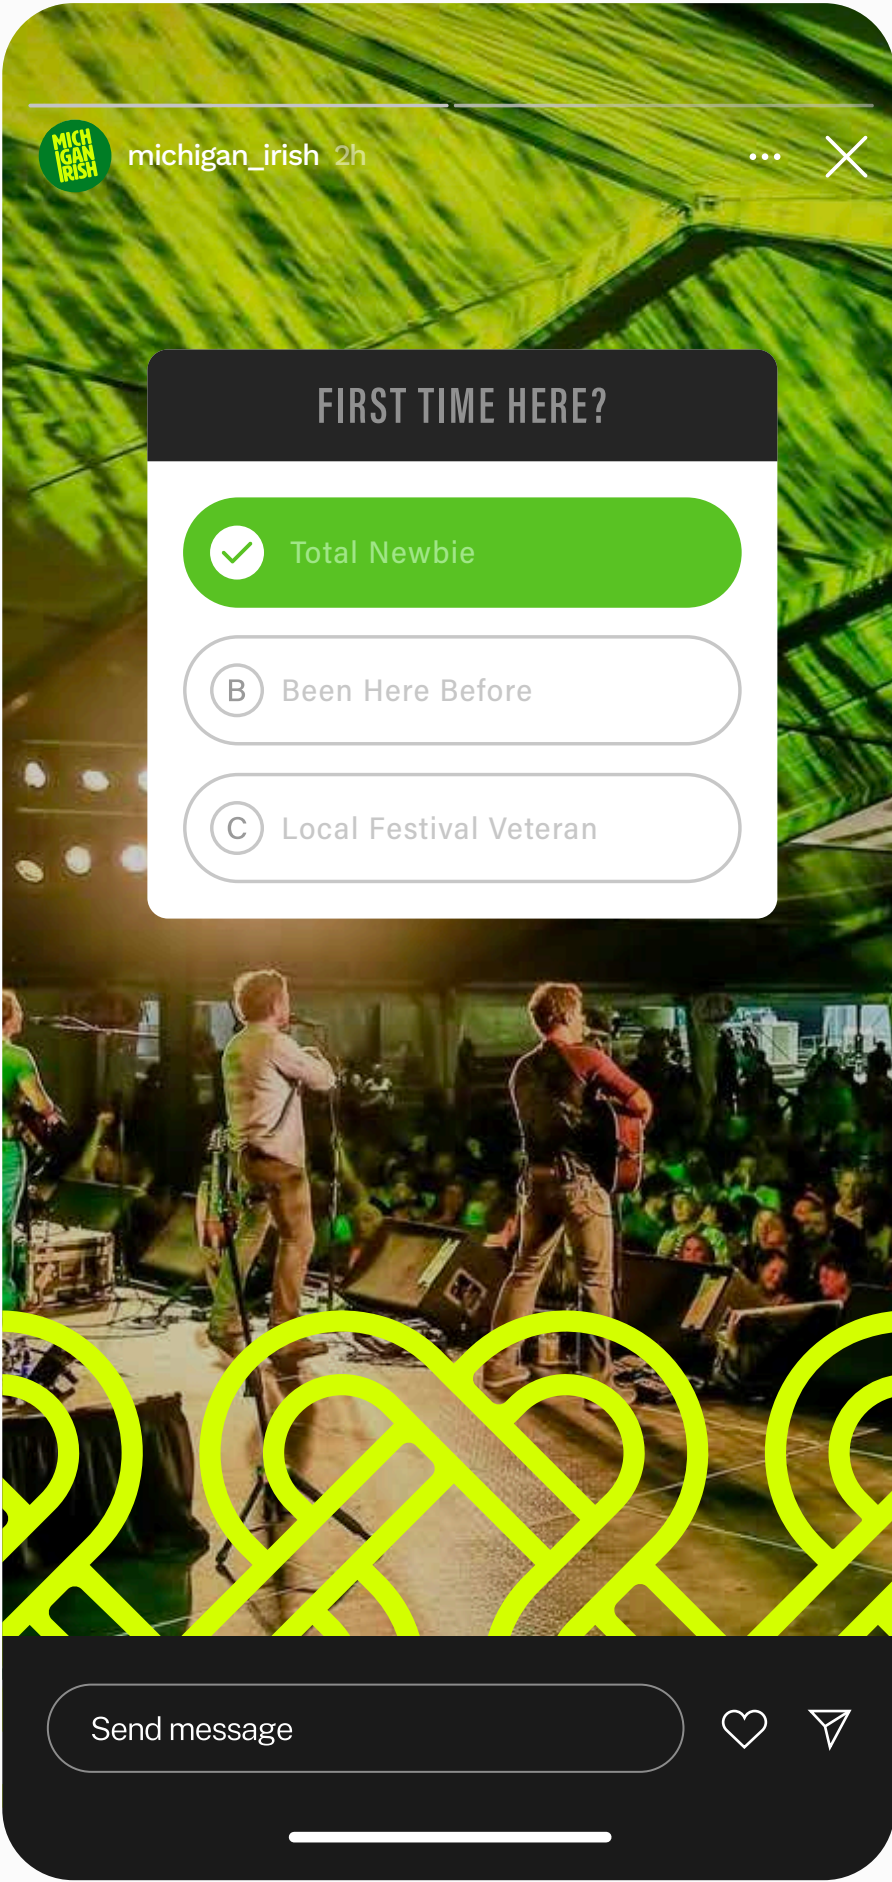 MICH
IGAN
IRISH
michigan_irish 2h
FIRST TIME HERE?
Total Newbie
B Been Here Before
C Local Festival Veteran
Send message